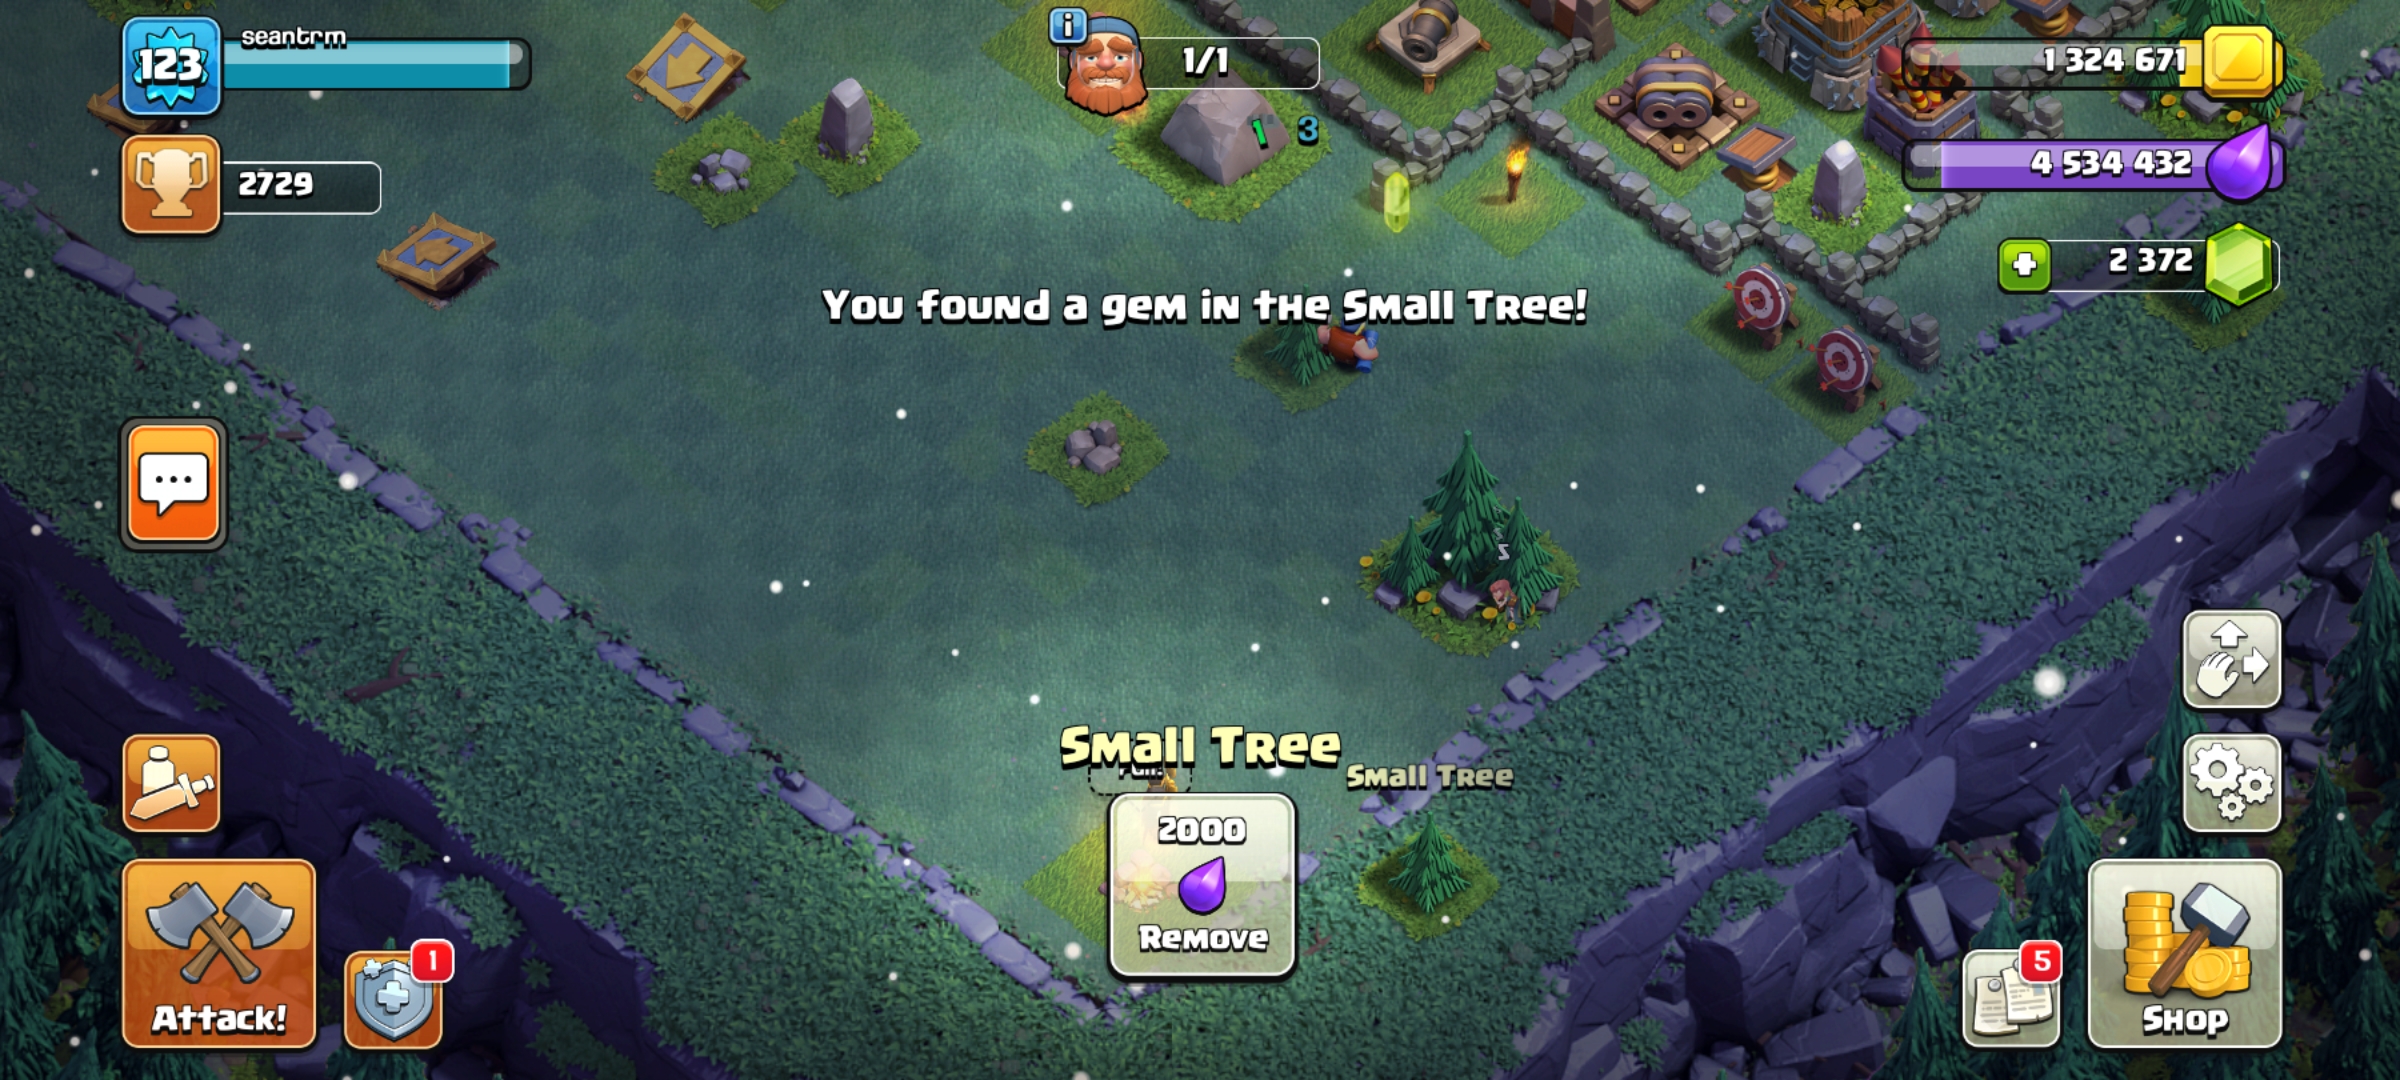 123
seantrm
1/1
1 324 671
2729
1 3
4 534 432
2 372
You found a gem in the Small Tree!
Small Tree
Small Tree
2000
Remove
Attack!
1
5
Shop